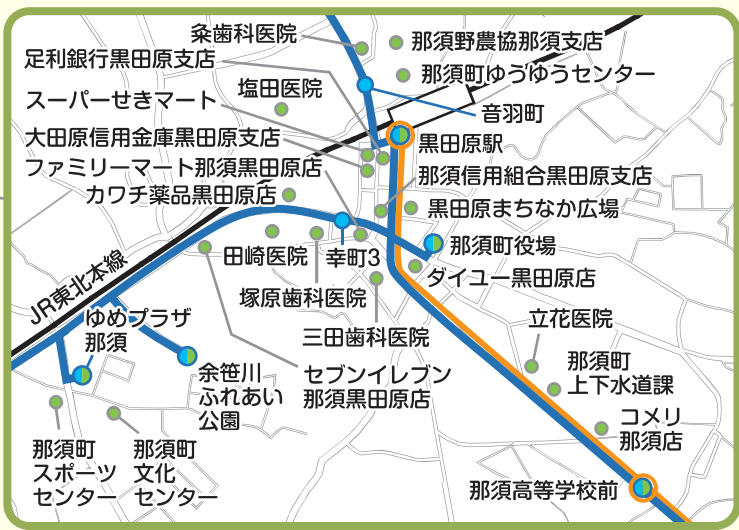 粂歯科医院
那須野農協那須支店
足利銀行黒田原支店
那須町ゆうゆうセンター
塩田医院
スーパーせきマート
音羽町
大田原信用金庫黒田原支店
黒田原駅
ファミリーマート那須黒田原店
那須信用組合黒田原支店
カワチ薬品黒田原店
黒田原まちなか広場
田崎医院
幸町3
那須町役場
JR東北本線
ダイユー黒田原店
塚原歯科医院
三田歯科医院
立花医院
ゆめプラザ
那須
余笹川
ふれあい
公園
セブンイレブン
那須黒田原店
那須町
上下水道課
コメリ
那須店
那須町
スポーツ
センター
那須町
文化
センター
那須高等学校前